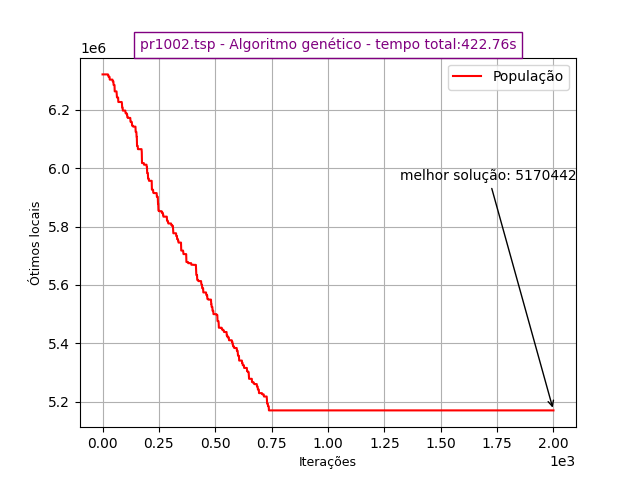 pr1002.tsp - Algoritmo genético - tempo total:422.76s
1e6
População
6.2
6.0
melhor solução: 5170442
5.8
5.6
5.4
5.2
Ótimos locais
0.00 0.25 0.50 0.75 1.00 1.25 1.50 1.75 2.00
Iterações
1e3